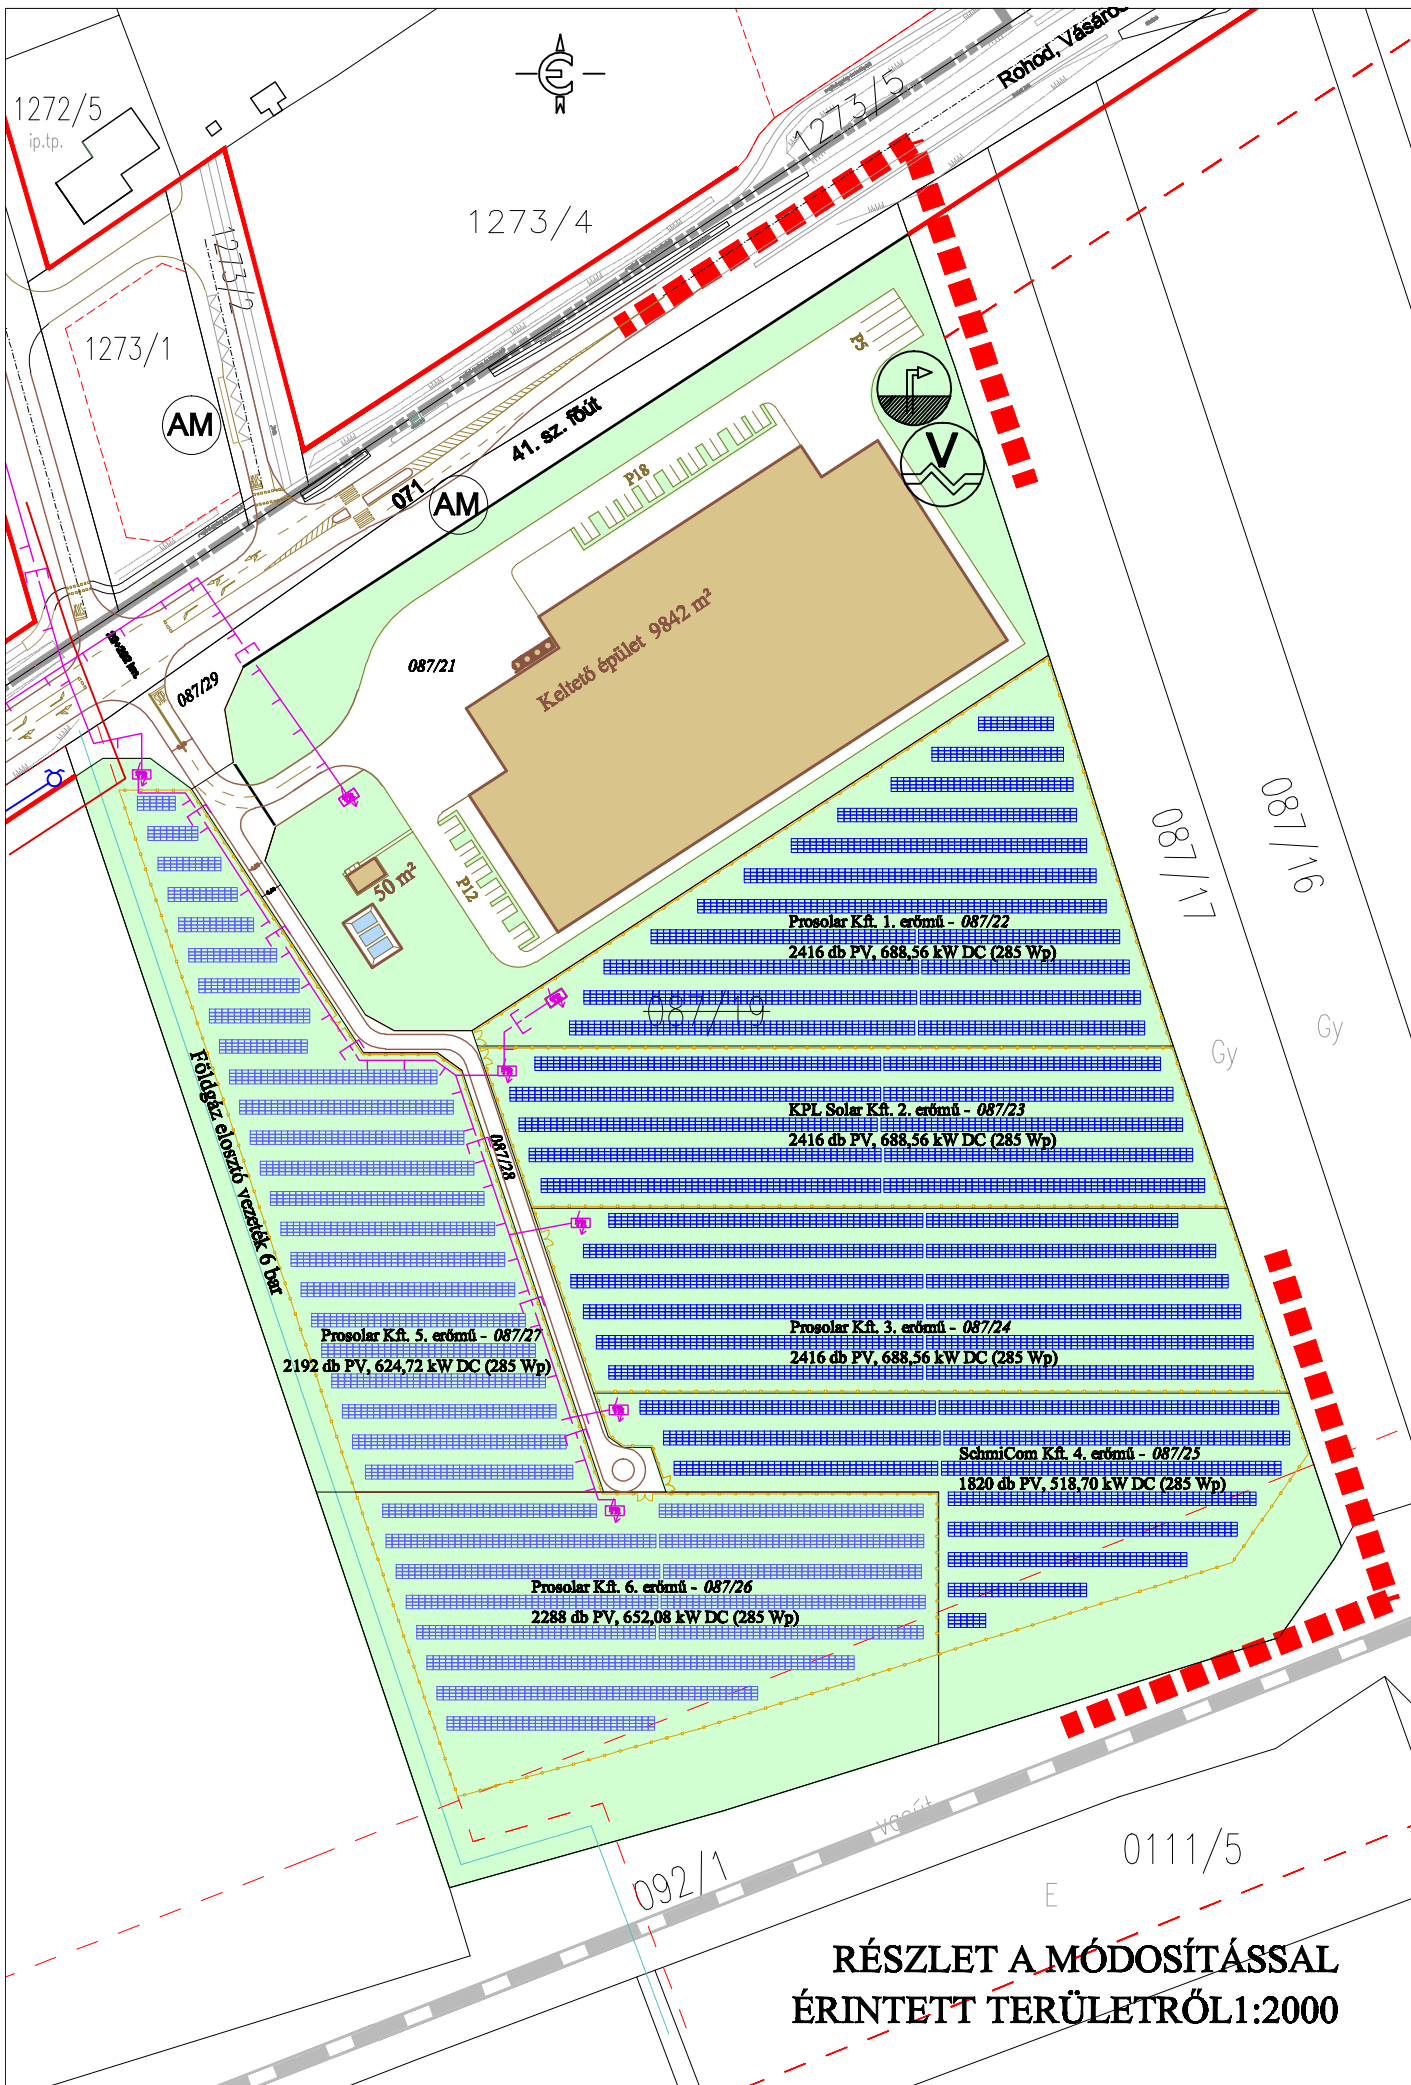 Rohod, Vásáros
1272/5
ip.tp.
1273/5
1273/4
1273/2
1273/1
AM
P5
41. sz. főút
071
AM
P18
V
Keltető épület 9842 m²
087/21
087/29
50 m²
P12
087/17
087/16
Prosolar Kft. 1. erőmű - 087/22
2416 db PV, 688,56 kW DC (285 Wp)
087/19
Gy
Gy
Földgáz elosztó vezeték 6 bar
087/28
KPL Solar Kft. 2. erőmű - 087/23
2416 db PV, 688,56 kW DC (285 Wp)
Prosolar Kft. 3. erőmű - 087/24
2416 db PV, 688,56 kW DC (285 Wp)
Prosolar Kft. 5. erőmű - 087/27
2192 db PV, 624,72 kW DC (285 Wp)
SchmiCom Kft. 4. erőmű - 087/25
1820 db PV, 518,70 kW DC (285 Wp)
Prosolar Kft. 6. erőmű - 087/26
2288 db PV, 652,08 kW DC (285 Wp)
vasút
092/1
0111/5
E
RÉSZLET A MÓDOSÍTÁSSAL
ÉRINTETT TERÜLETRŐL1:2000